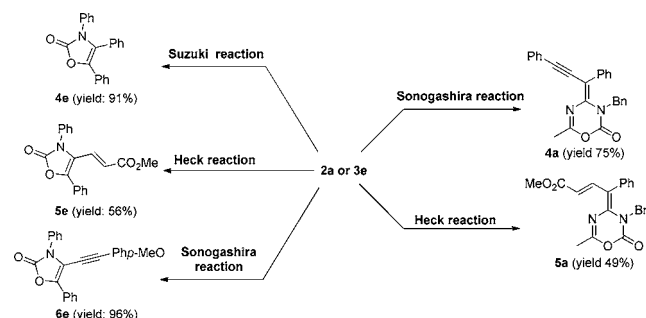 Ph
N
Ph
O
O
Ph
4e (yield: 91%)
Suzuki reaction
Ph
N
O
O
CO2Me
Ph
5e (yield: 56%)
Heck reaction
Ph
N
O
O
Php-MeO
Ph
6e (yield: 96%)
Sonogashira
reaction
2a or 3e
Sonogashira reaction
Ph
Ph
N
N
Bn
O
O
4a (yield 75%)
Heck reaction
MeO2C
Ph
N
N
Bn
O
O
5a (yield 49%)